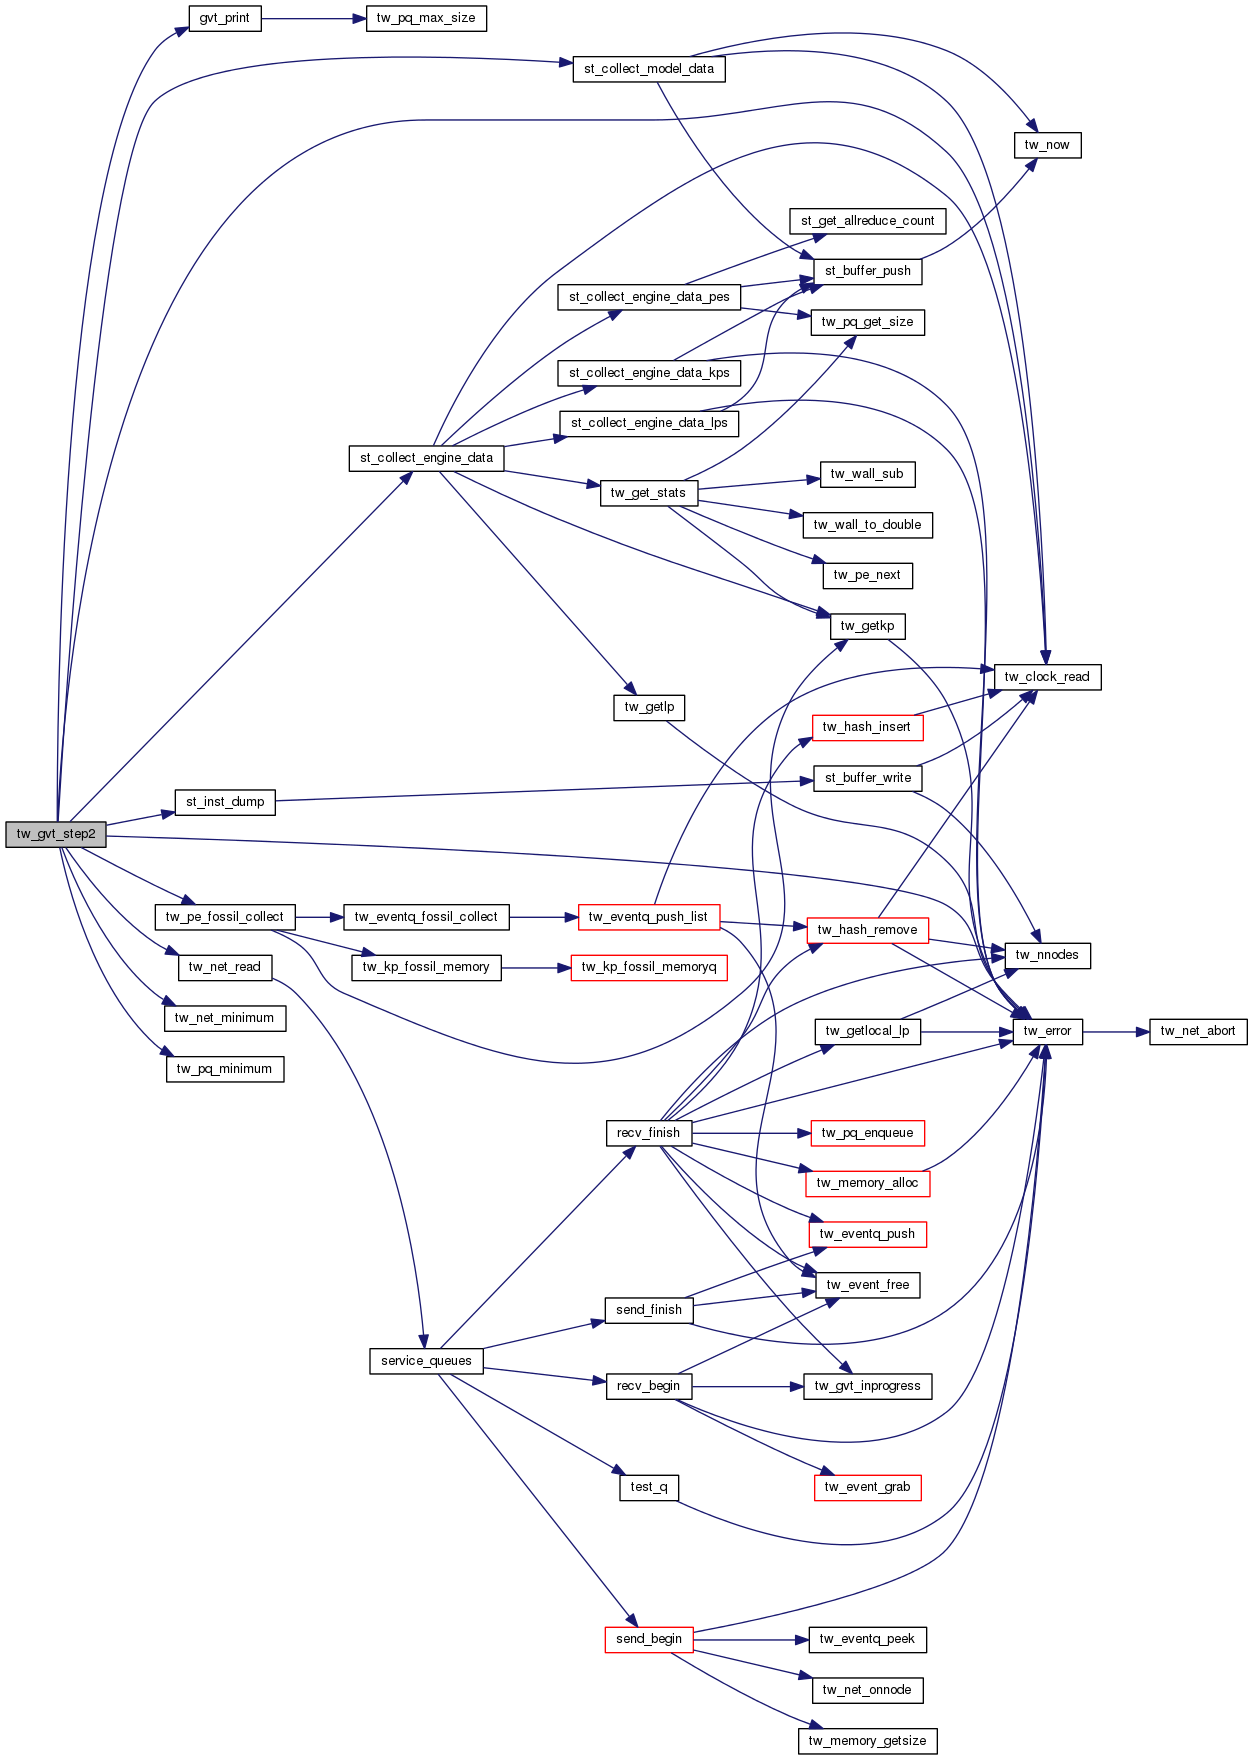 gvt_print
tw_pq_max_size
st_collect_model_data
tw_now
st_get_allreduce_count
st_buffer_push
st_collect_engine_data_pes
tw_pq_get_size
st_collect_engine_data_kps
st_collect_engine_data_lps
st_collect_engine_data
tw_wall_sub
tw_get_stats
tw_wall_to_double
tw_pe_next
tw_getkp
tw_clock_read
tw_getlp
tw_hash_insert
st_buffer_write
st_inst_dump
tw_gvt_step2
tw_pe_fossil_collect
tw_eventq_fossil_collect
tw_eventq_push_list
tw_hash_remove
tw_nnodes
tw_net_read
tw_kp_fossil_memory
tw_kp_fossil_memoryq
tw_net_minimum
tw_getlocal_lp
tw_error
tw_net_abort
tw_pq_minimum
recv_finish
tw_pq_enqueue
tw_memory_alloc
tw_eventq_push
tw_event_free
send_finish
service_queues
recv_begin
tw_gvt_inprogress
test_q
tw_event_grab
send_begin
tw_eventq_peek
tw_net_onnode
tw_memory_getsize